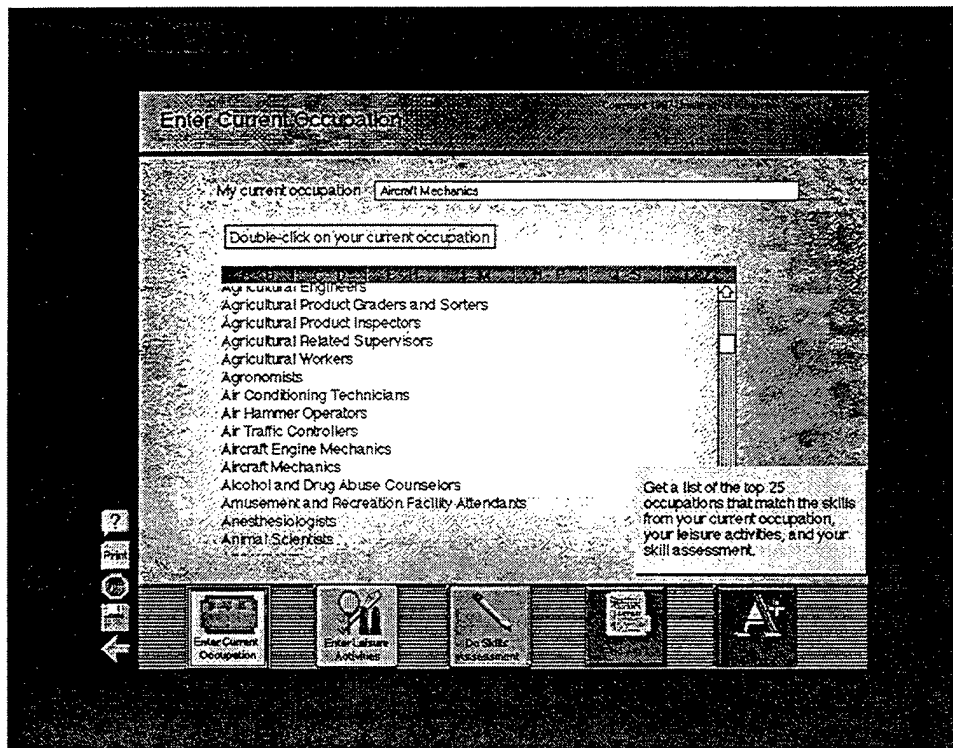 Enter Current Occupation
My current occupation
Aircraft Mechanics
Double-click on your current occupation
Agricultural Engineers
Agricultural Product Graders and Sorters
Agricultural Product Inspectors
Agricultural Related Supervisors
Agricultural Workers
Agronomists
Air Conditioning Technicians
Air Hammer Operators
Air Traffic Controllers
Aircraft Engine Mechanics
Aircraft Mechanics
Alcohol and Drug Abuse Counselors
Amusement and Recreation Facility Attendants
Anesthesiologists
Animal Scientists
Get a list of the top 25
occupations that match the skills
from your current occupation,
your leisure activities, and your
skill assessment.
?
Print
Enter Current
Occupation
Enter Leisure
Activities
Do Skills
Assessment
A+